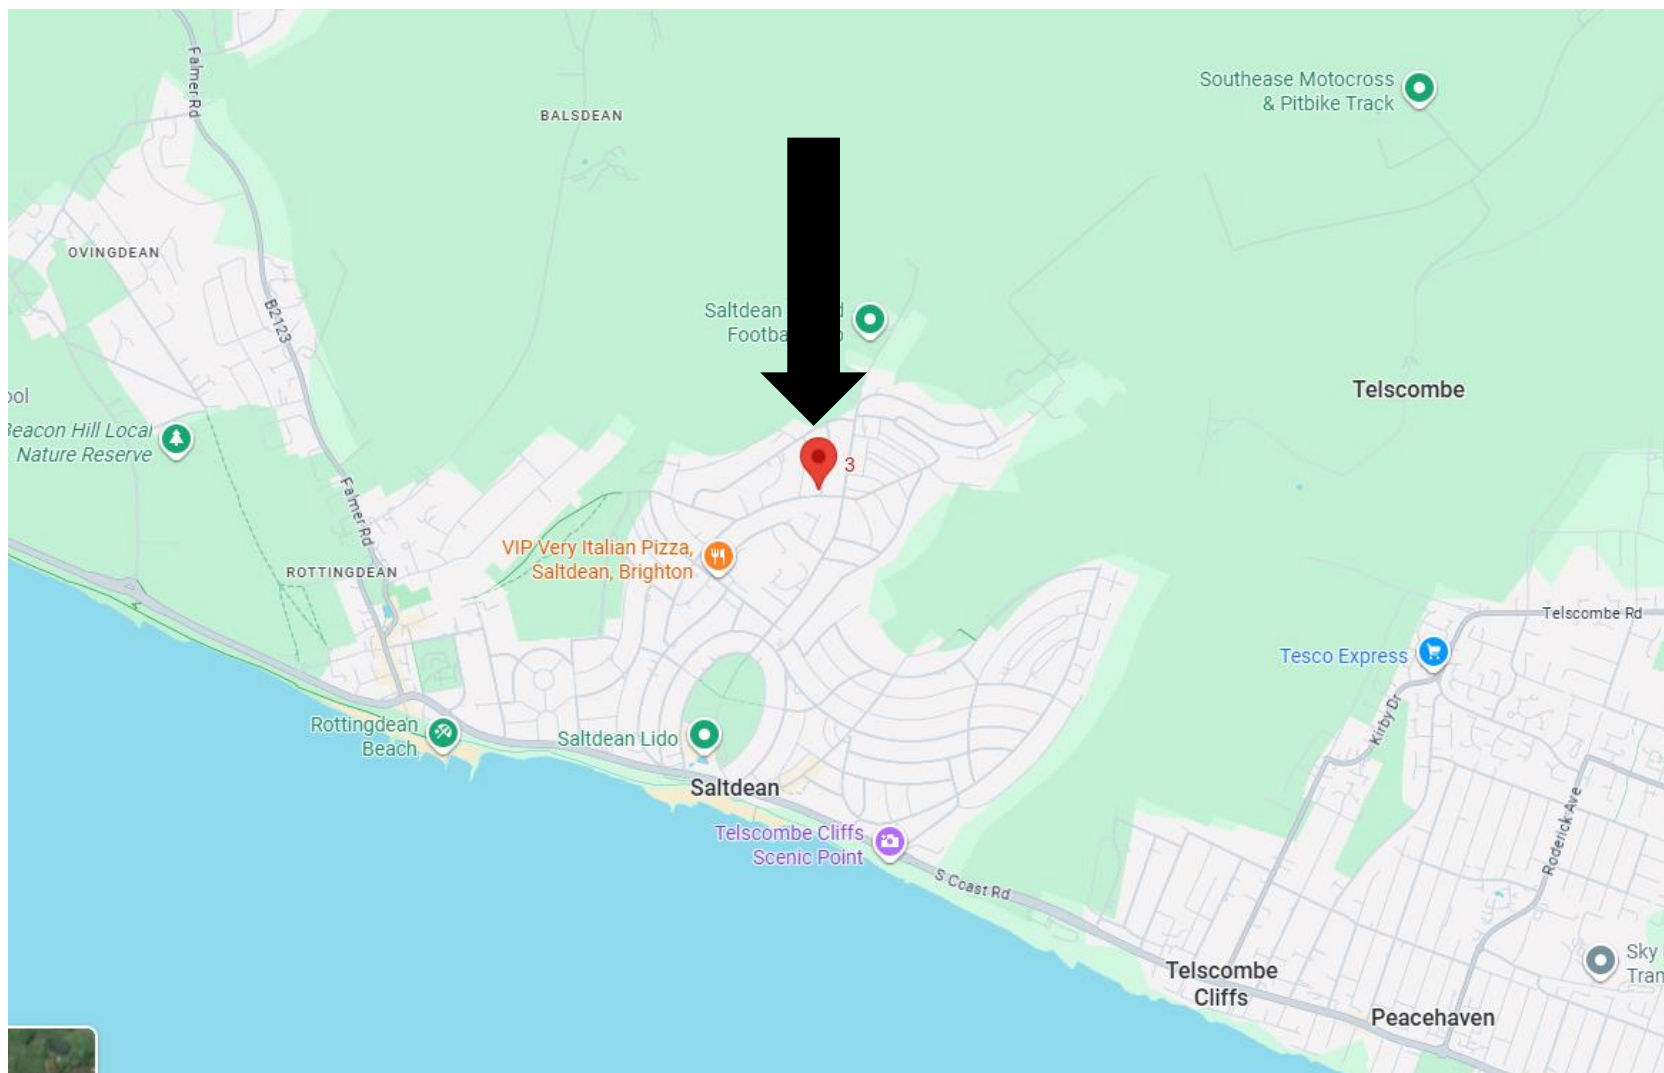 Falmer Rd
BALSDEAN
Southease Motocross
& Pitbike Track
OVINGDEAN
B2123
Saltdean
Footba
Telscombe
Beacon Hill Local
Nature Reserve
3
Falmer Rd
VIP Very Italian Pizza,
Saltdean, Brighton
ROTTINGDEAN
Telscombe Rd
Tesco Express
Kirby Dr
Rottingdean
Beach
Saltdean Lido
Saltdean
Roderick Ave
Telscombe Cliffs
Scenic Point
S Coast Rd
Sky
Tran
Telscombe
Cliffs
Peacehaven